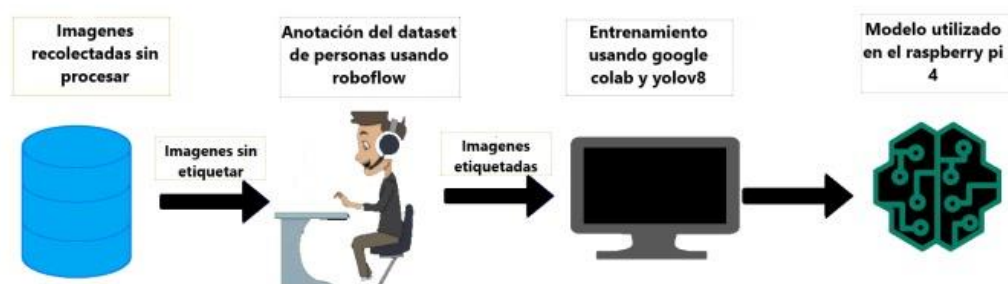 Imagenes
recolectadas sin
procesar
Anotación del dataset
de personas usando
roboflow
Entrenamiento
usando google
colab y yolov8
Modelo utilizado
en el raspberry pi
4
Imagenes sin
etiquetar
Imagenes
etiquetadas